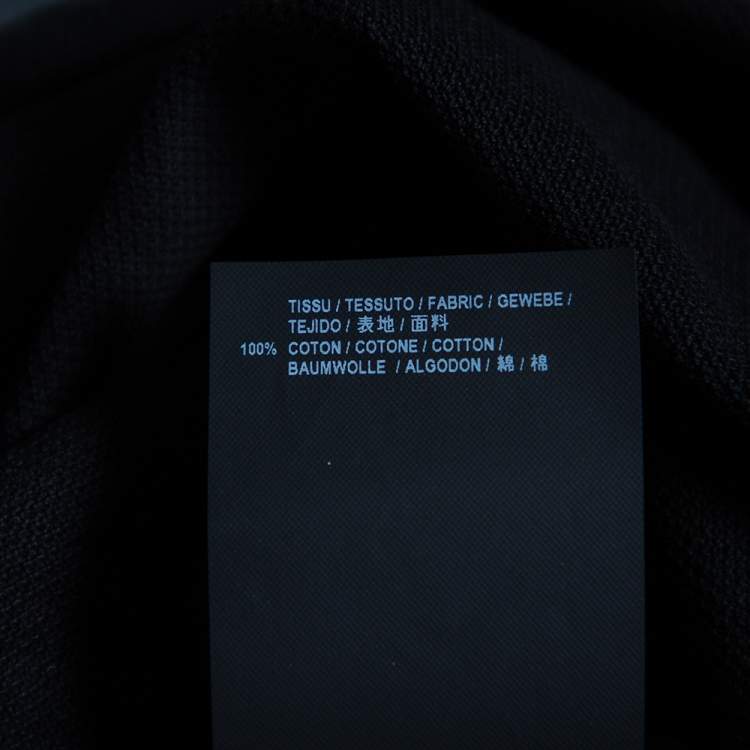 TISSU / TESSUTO / FABRIC / GEWEBE /
TEJIDO / 表地 / 面料
100% COTON / COTONE / COTTON /
BAUMWOLLE / ALGODON / 綿 / 棉